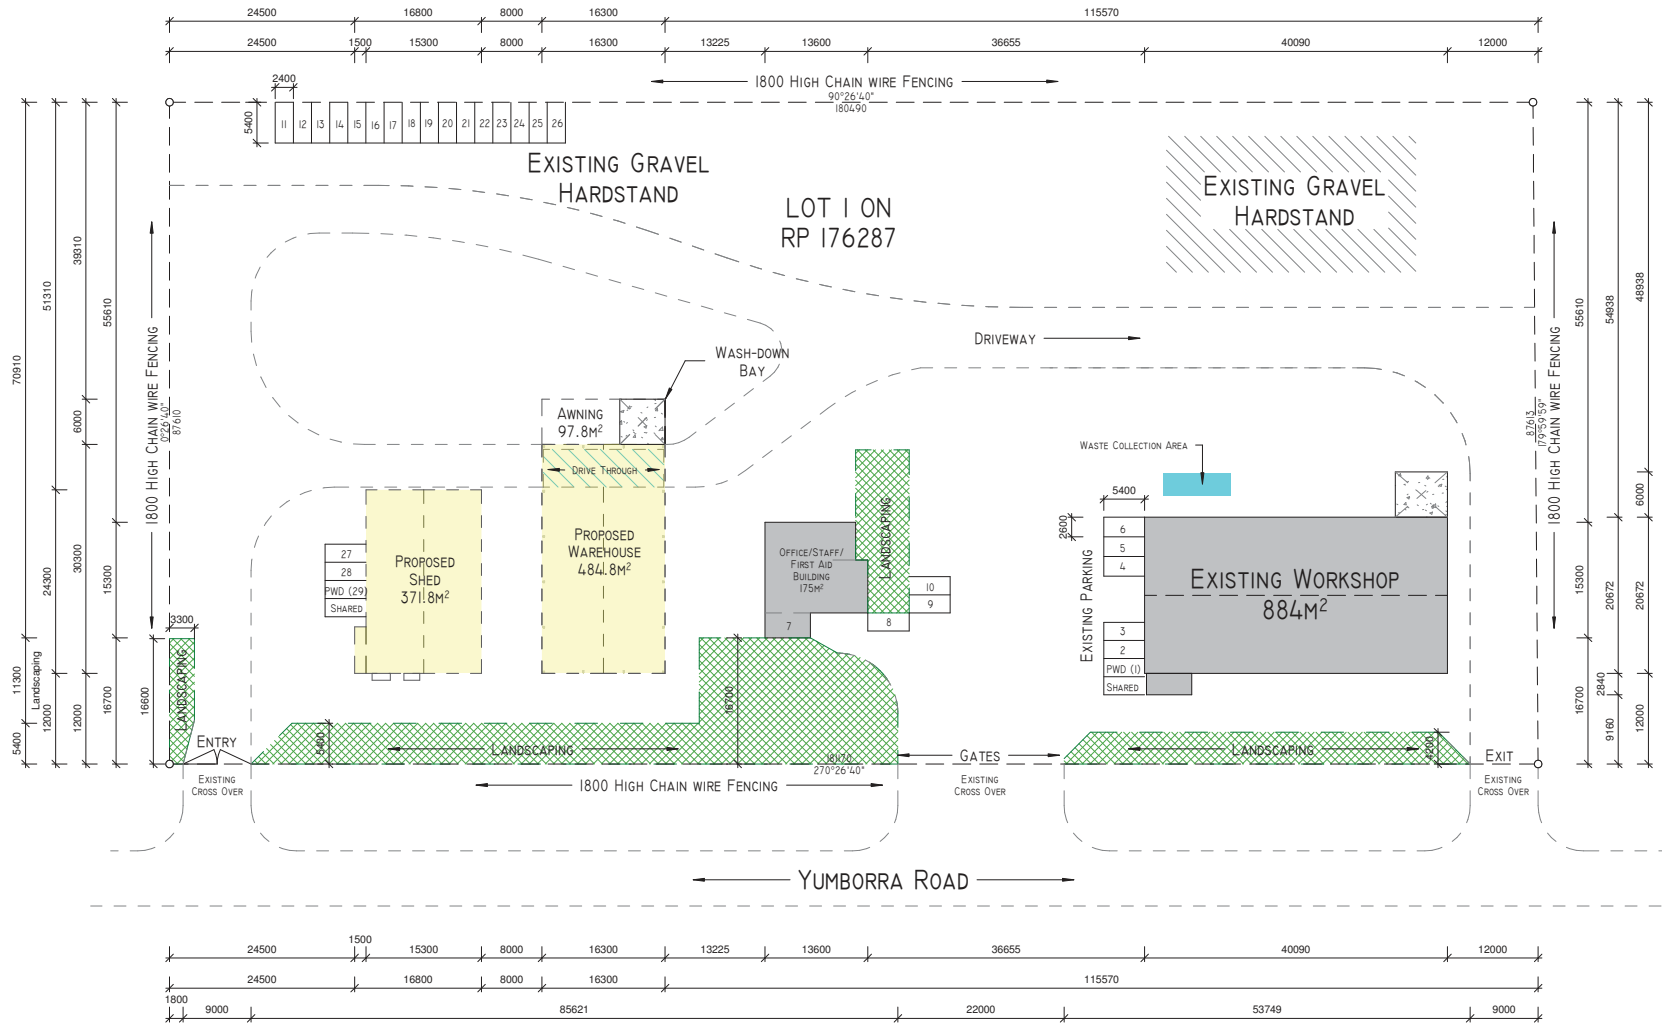 24500 16800 8000 16300 115570
24500 1500 15300 8000 16300 13225 13600 36655 40090 12000
2400
1800 High Chain wire Fencing
90°26'40"
180490
5400
11 12 13 14 15 16 17 18 19 20 21 22 23 24 25 26
Existing Gravel
Hardstand
Lot 1 on
RP 176287
Existing Gravel
Hardstand
70910
51310
39310
55610
1800 High Chain wire Fencing
0°26'40"
87610
Driveway
Wash-down
Bay
Awning
97.8m²
Drive Through
6000
30300
24300
15300
Proposed
Shed
371.8m²
Proposed
Warehouse
484.8m²
27
28
PWD (29)
Shared
Office/Staff/
First Aid
Building
175m²
7
Landscaping
10
9
8
Waste Collection Area
5400
2600
6
5
4
Existing Parking
3
2
PWD (1)
Shared
Existing Workshop
884m²
1800 High Chain wire Fencing
87613
179°59'59"
55610
54938
48938
6000
15300
20672
20672
16700
2840
9160
12000
3300
Landscaping
11300
Landscaping
5400
12000
12000
16700
16600
Entry
5400
Landscaping
16700
181170
270°26'40"
Gates
Landscaping
4200
Exit
Existing
Cross Over
1800 High Chain wire Fencing
Existing
Cross Over
Existing
Cross Over
Yumborra Road
24500 1500 15300 8000 16300 13225 13600 36655 40090 12000
24500 16800 8000 16300 115570
1800 9000 85621 22000 53749 9000